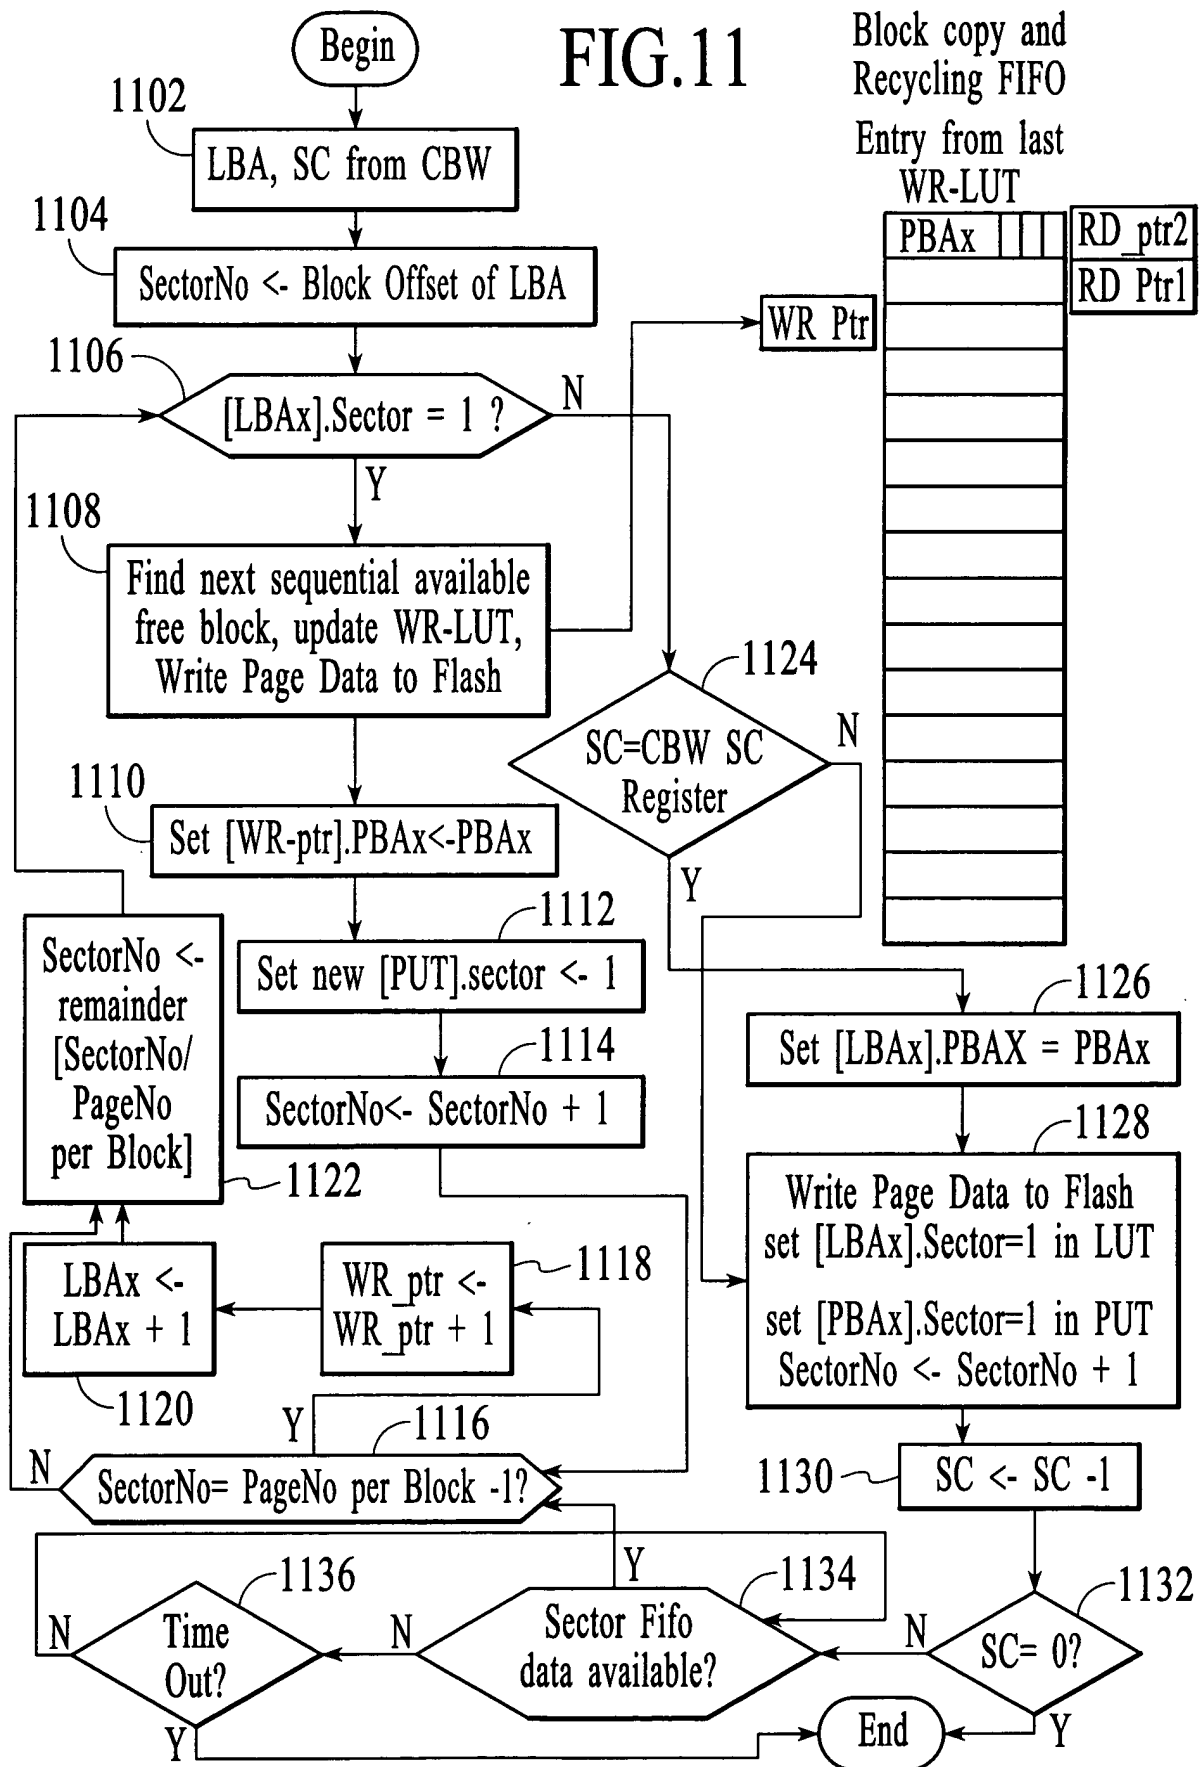 Begin
FIG.11
Block copy and
Recycling FIFO
Entry from last
WR-LUT
1102
LBA, SC from CBW
PBAx
RD_ptr2
RD Ptr1
1104
SectorNo <- Block Offset of LBA
WR Ptr
1106
[LBAx].Sector = 1 ?
N
Y
1108
Find next sequential available
free block, update WR-LUT,
Write Page Data to Flash
1124
SC=CBW SC
Register
N
Y
1110
Set [WR-ptr].PBAx<-PBAx
1112
Set new [PUT].sector <- 1
1114
SectorNo<- SectorNo + 1
SectorNo <-
remainder
[SectorNo/
PageNo
per Block]
1122
1126
Set [LBAx].PBAX = PBAx
1128
Write Page Data to Flash
set [LBAx].Sector=1 in LUT
set [PBAx].Sector=1 in PUT
SectorNo <- SectorNo + 1
LBAx <-
LBAx + 1
1120
WR_ptr <-
WR_ptr + 1
1118
Y
1116
N
SectorNo= PageNo per Block -1?
1130
SC <- SC -1
Y
1136
Time
Out?
N
Y
1134
Sector Fifo
data available?
N
1132
SC= 0?
N
Y
End